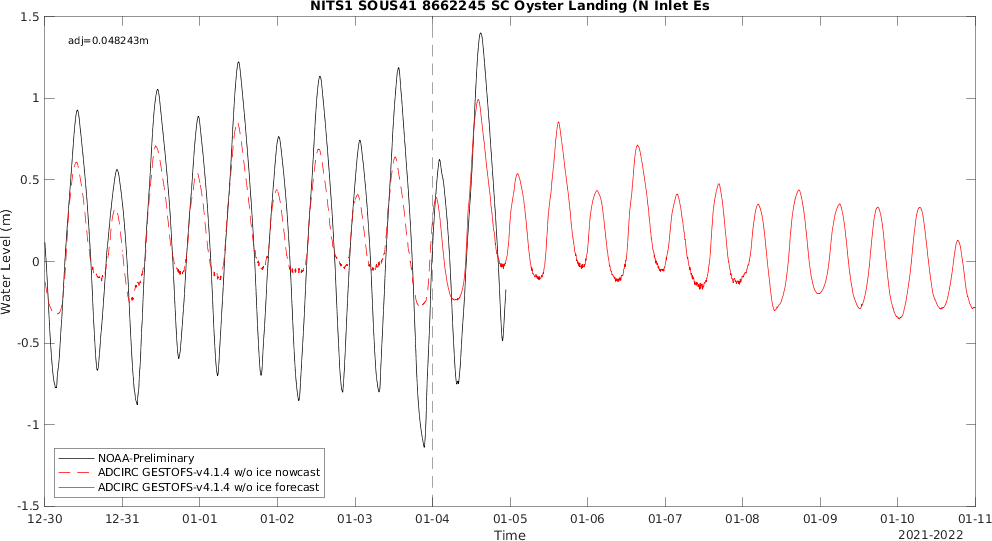 NITS1 SOUS41 8662245 SC Oyster Landing (N Inlet Es
adj=0.048243m
1.5
1
0.5
0
-0.5
-1
-1.5
Water Level (m)
NOAA-Preliminary
ADCIRC GESTOFS-v4.1.4 w/o ice nowcast
ADCIRC GESTOFS-v4.1.4 w/o ice forecast
12-30 12-31 01-01 01-02 01-03 01-04 01-05 01-06 01-07 01-08 01-09 01-10 01-11
Time
2021-2022